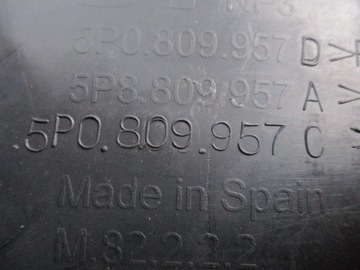 5P0.809.957 D>
5P8.809.957 A>
.5P0.809.957 C>
Made in Spain
M.82.2.2.2